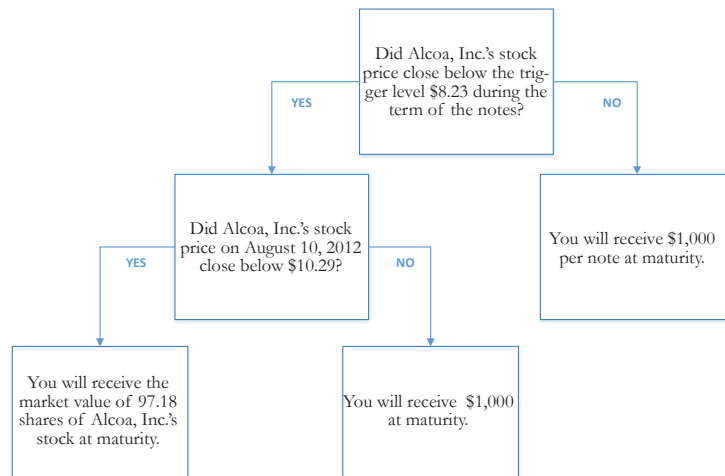 Did Alcoa, Inc.'s stock
price close below the trig-
ger level $8.23 during the
term of the notes?
YES
NO
Did Alcoa, Inc.'s stock
price on August 10, 2012
close below $10.29?
You will receive $1,000
per note at maturity.
YES
NO
You will receive the
market value of 97.18
shares of Alcoa, Inc.'s
stock at maturity.
You will receive $1,000
at maturity.